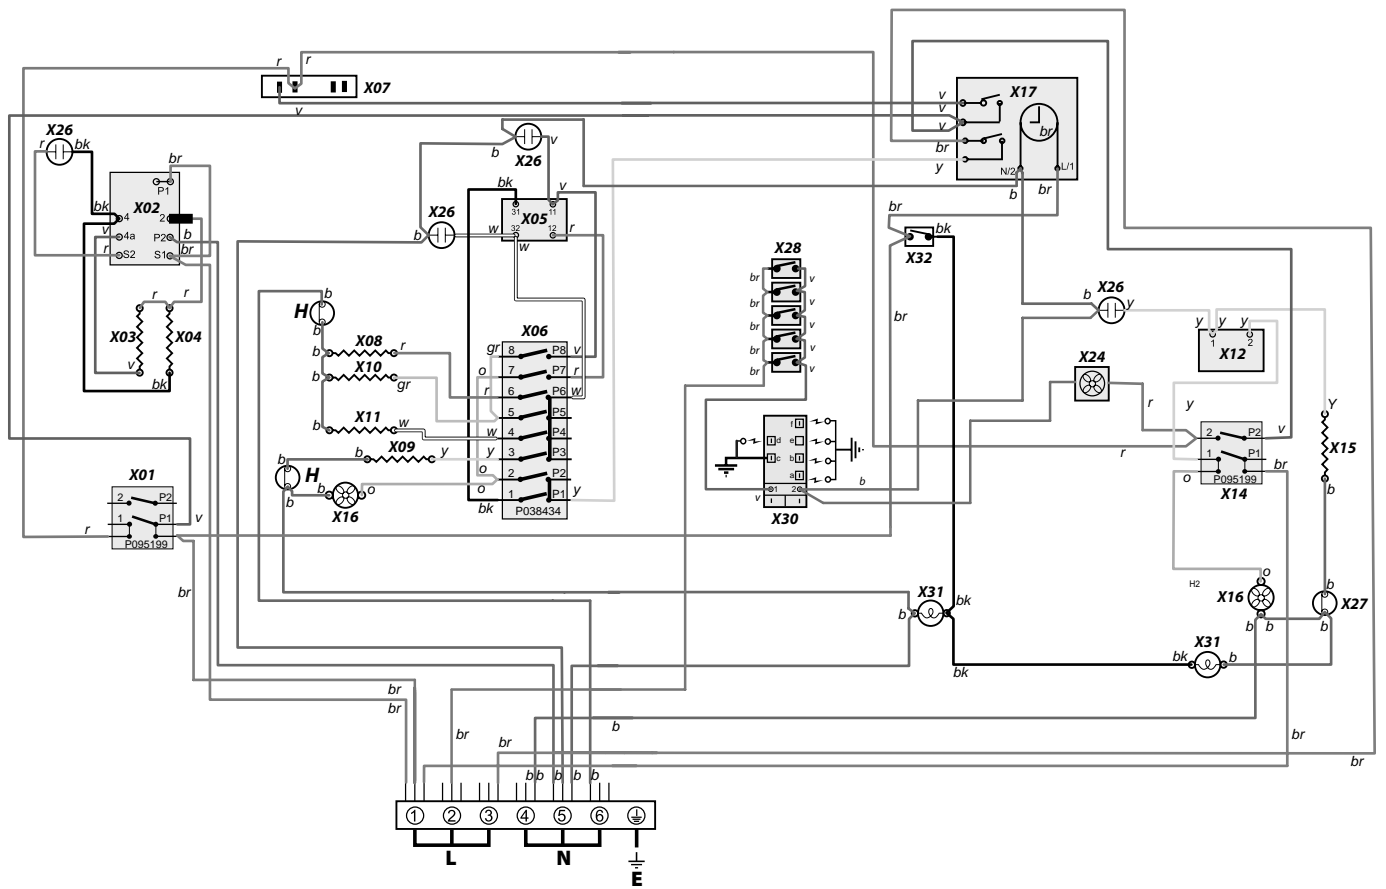 r
r
X07
v
v
v
v
br
y
X17
br
N/2
L/1
b
br
X26
r
bk
br
P1
X02
bk
4
2
v
4a
P2
b
r
S2
S1
br
r
r
X03
X04
v
bk
b
v
X26
bk
v
31
11
X05
32
12
w
r
w
X26
b
b
H
b
b
X08
r
b
X10
gr
b
X11
w
b
b
X09
y
H
b
b
X16
o
X06
gr
8
P8
v
o
7
P7
r
r
6
P6
w
5
P5
w
4
P4
y
3
P3
o
2
P2
o
1
P1
y
bk
P038434
X01
2
P2
1
P1
v
r
P095199
br
X28
br
v
br
v
br
v
br
v
br
v
f
d
e
c
b
a
1
2
v
X30
b
br
bk
X32
br
b
X26
y
y
y
y
1
2
X12
X24
r
r
y
2
P2
v
1
P1
br
o
P095199
X14
Y
X15
b
o
H2
X16
b
b
b
X27
b
X31
b
bk
bk
X31
bk
b
br
br
br
br
b
br
br
b
b
b
b
b
1
2
3
4
5
6
L
N
E